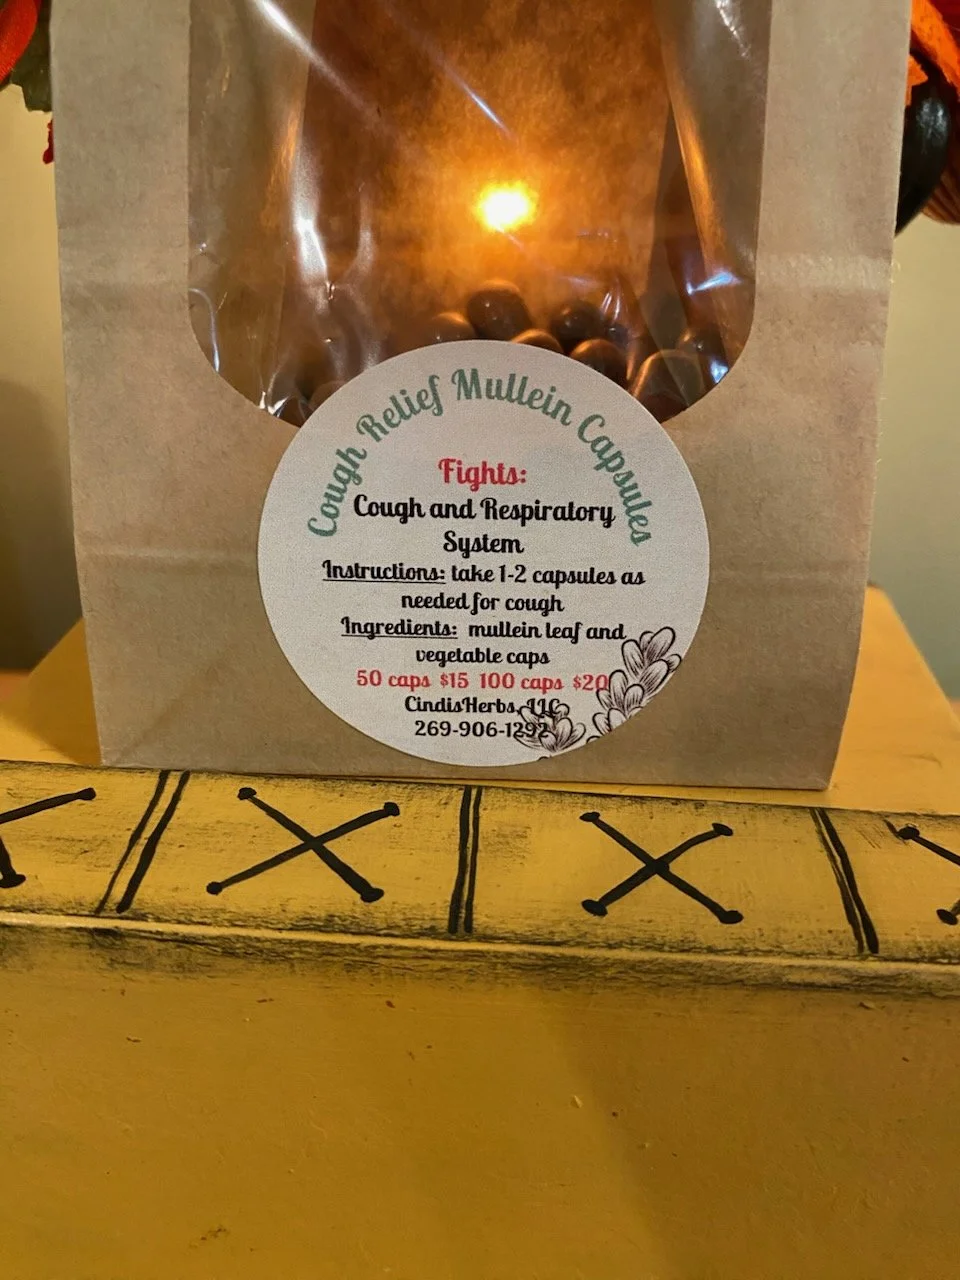 Cough Relief Mullein Capsules
Fights:
Cough and Respiratory
System
Instructions: take 1-2 capsules as
needed for cough
Ingredients: mullein leaf and
vegetable caps
50 caps $15 100 caps $20
CindisHerbs, LLC
269-906-1292